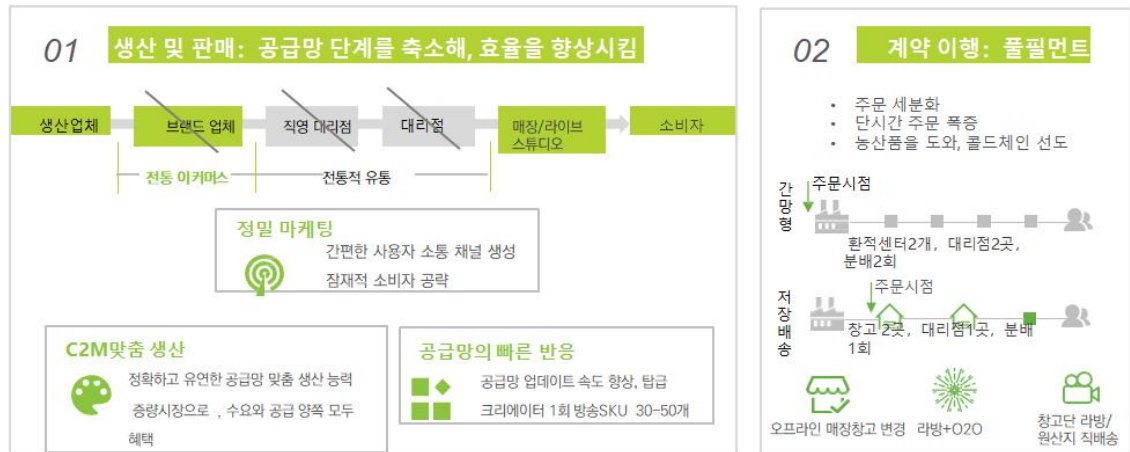 01 생산 및 판매: 공급망 단계를 축소해, 효율을 향상시킴
생산업체
브랜드 업체
직영 대리점
대리점
매장/라이브
스튜디오
소비자
전통 이커머스
전통적 유통
정밀 마케팅
간편한 사용자 소통 채널 생성
잠재적 소비자 공략
C2M맞춤 생산
정확하고 유연한 공급망 맞춤 생산 능력
증량시장으로 , 수요와 공급 양쪽 모두
혜택
공급망의 빠른 반응
공급망 업데이트 속도 향상, 탑급
크리에이터 1회 방송SKU 30-50개
02 계약 이행: 풀필먼트
• 주문 세분화
• 단시간 주문 폭증
• 농산품을 도와, 콜드체인 선도
간망형
주문시점
환적센터2개, 대리점2곳,
분배2회
저장배송
주문시점
창고 2곳, 대리점1곳, 분배
1회
오프라인 매장창고 변경
라방+O2O
창고단 라방/
원산지 직배송